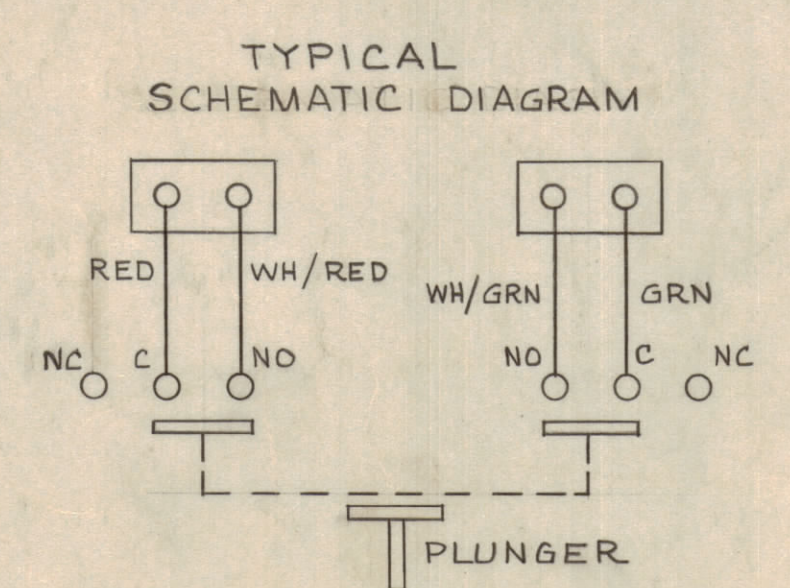 TYPICAL
SCHEMATIC DIAGRAM
RED
WH/RED
WH/GRN
GRN
NC
C
NO
NO
C
NC
PLUNGER